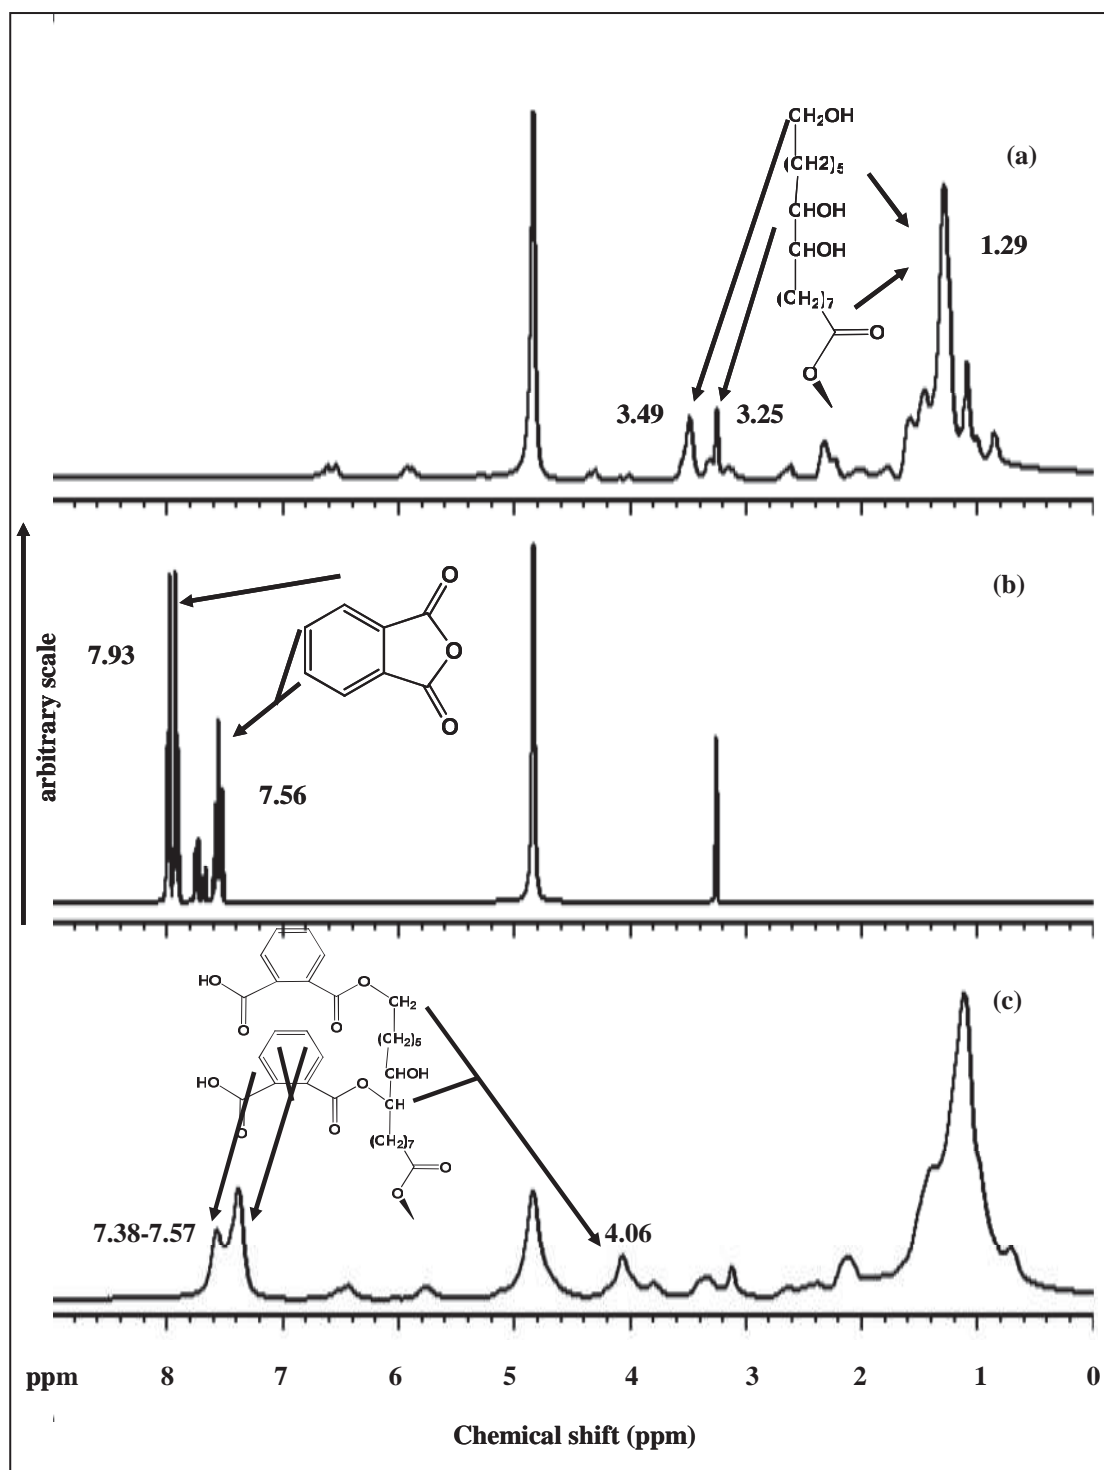 CH₂OH
(a)
(CH2)₅
CHOH
CHOH
1.29
(CH₂)₇
O
O
3.49
3.25
(b)
O
O
O
7.93
7.56
arbitrary scale
(c)
HO
O
CH₂
O
O
(CH₂)₅
CHOH
HO
O
CH
O
O
(CH₂)₇
O
O
7.38-7.57
4.06
ppm 8 7 6 5 4 3 2 1 0
Chemical shift (ppm)